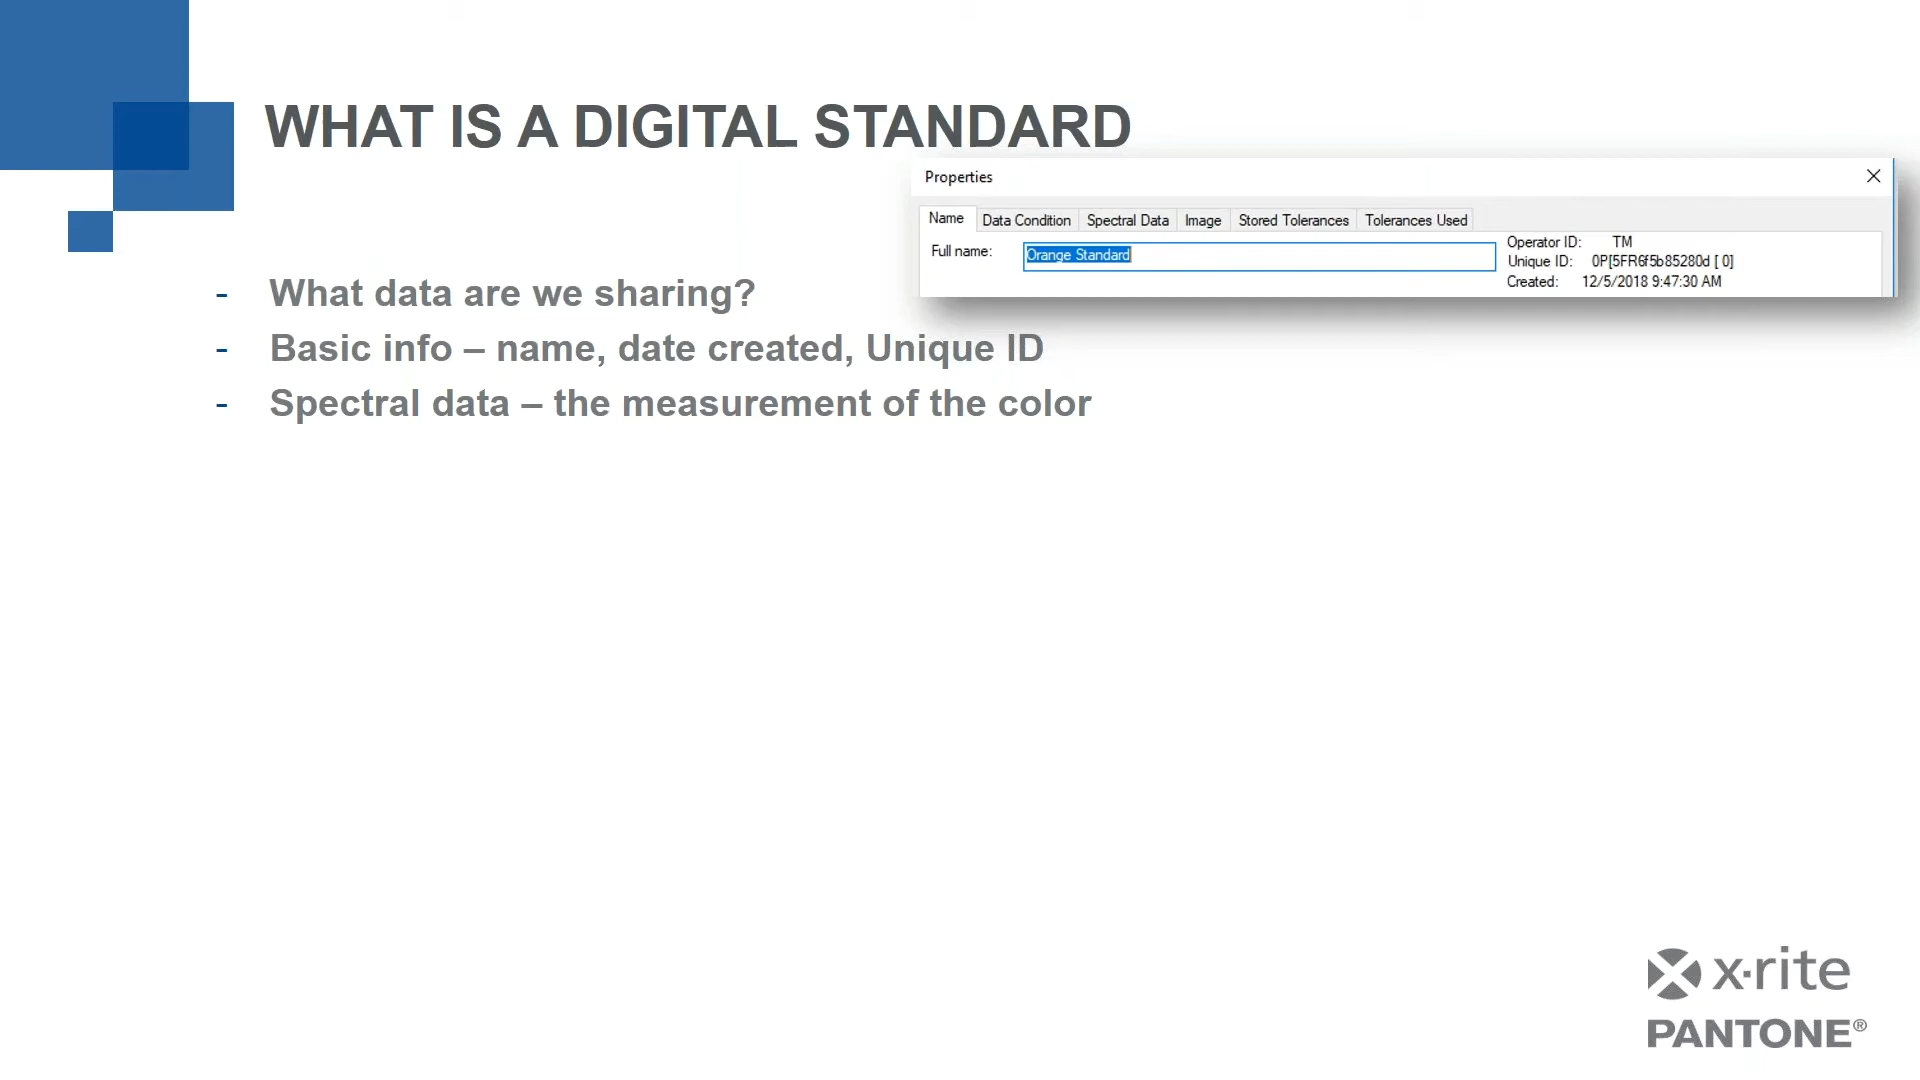 WHAT IS A DIGITAL STANDARD
Properties
Name Data Condition Spectral Data Image Stored Tolerances Tolerances Used
Full name: Orange Standard
Operator ID: TM
Unique ID: 0P[5FR6f5b85280d [ 0]
Created: 12/5/2018 9:47:30 AM
- What data are we sharing?
- Basic info – name, date created, Unique ID
- Spectral data – the measurement of the color
x·rite
PANTONE®